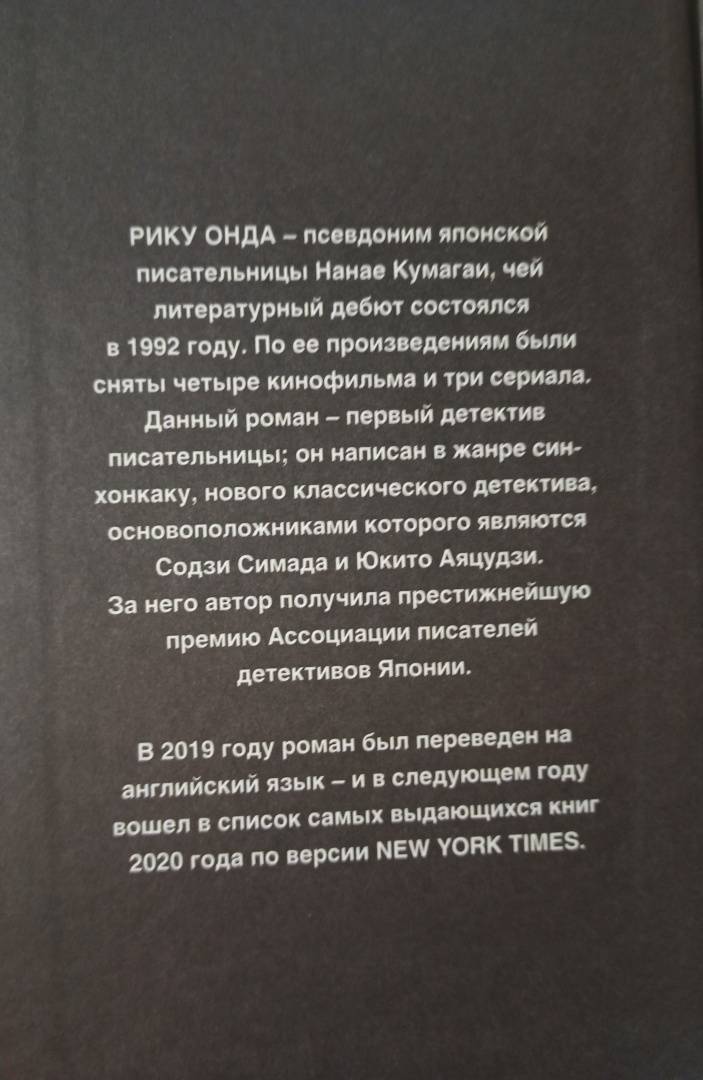 РИКУ ОНДА – псевдоним японской
писательницы Нанае Кумагаи, чей
литературный дебют состоялся
в 1992 году. По ее произведениям были
сняты четыре кинофильма и три сериала.
Данный роман – первый детектив
писательницы; он написан в жанре син-
хонкаку, нового классического детектива,
основоположниками которого являются
Содзи Симада и Юкито Аяцудзи.
За него автор получила престижнейшую
премию Ассоциации писателей
детективов Японии.
В 2019 году роман был переведен на
английский язык – и в следующем году
вошел в список самых выдающихся книг
2020 года по версии NEW YORK TIMES.